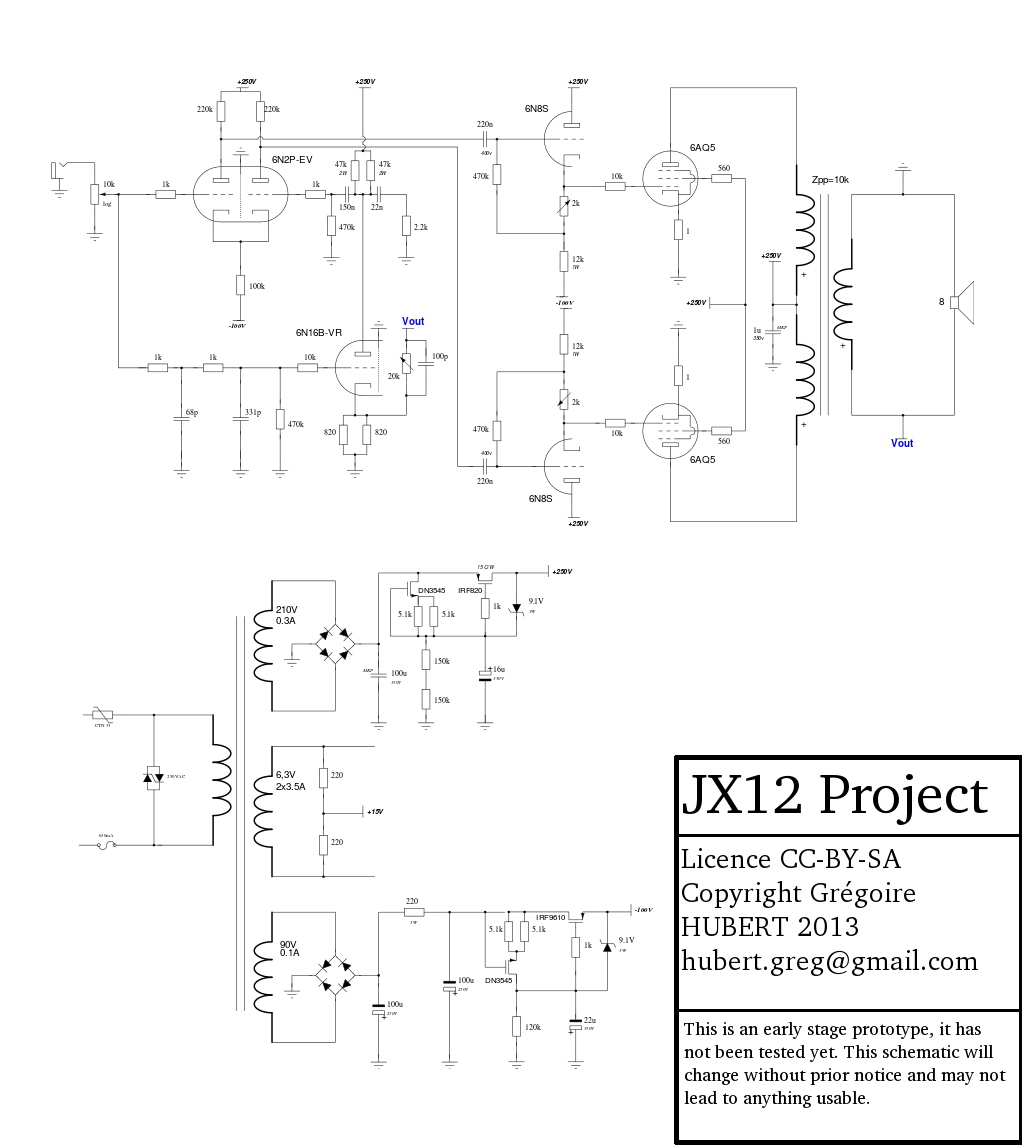 +250V
+250V
+250V
220k
220k
6N2P-EV
10k
log
1k
1k
47k
2W
47k
2W
150n
22n
470k
2.2k
100k
-100V
220n
400v
470k
6N8S
10k
2k
12k
1W
-100V
6AQ5
560
1
+250V
Zpp=10k
+250V
+
1u
MKP
350v
+
+
8
Vout
6N16B-VR
Vout
1k
1k
10k
20k
100p
68p
331p
470k
820
820
12k
1W
2k
10k
470k
400v
220n
6N8S
+250V
1
560
6AQ5
210V
0.3A
MKP
100u
DN3545
5.1k
5.1k
150k
150k
15 G/W
IRF820
1k
9.1V
+
16u
+250V
6,3V
2x3.5A
220
220
+15V
90V
0.1A
100u
+
220
100u
+
5.1k
5.1k
DN3545
120k
IRF9610
1k
9.1V
22u
+
-100V
JX12 Project
Licence CC-BY-SA
Copyright Grégoire
HUBERT 2013
hubert.greg@gmail.com
This is an early stage prototype, it has
not been tested yet. This schematic will
change without prior notice and may not
lead to anything usable.